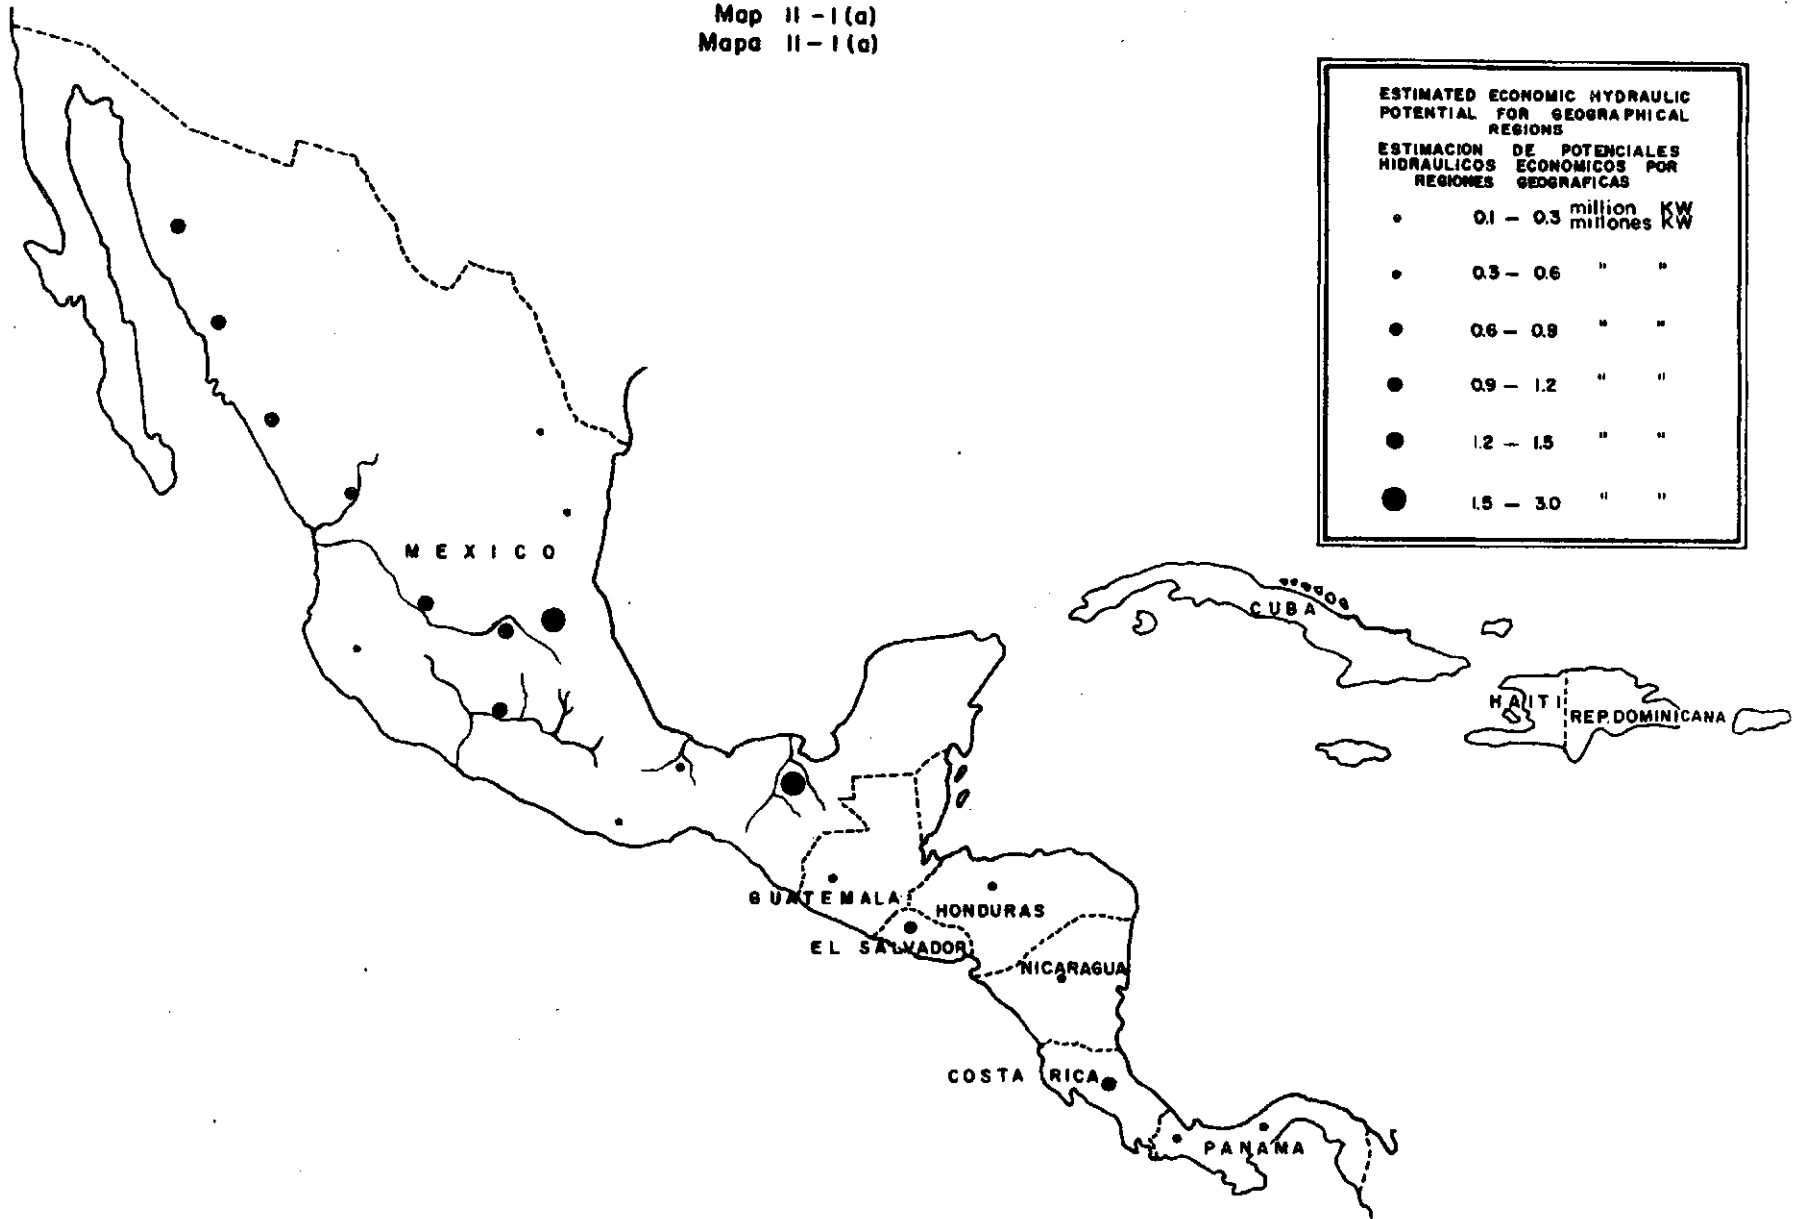 Map II-1(a)
Mapa II-1(a)
ESTIMATED ECONOMIC HYDRAULIC
POTENTIAL FOR GEOGRAPHICAL
REGIONS
ESTIMACION DE POTENCIALES
HIDRAULICOS ECONOMICOS POR
REGIONES GEOGRAFICAS
0.1 - 0.3 million KW
millones KW
0.3 - 0.6 " "
0.6 - 0.9 " "
0.9 - 1.2 " "
1.2 - 1.5 " "
1.5 - 3.0 " "
MEXICO
CUBA
HAITI
REP. DOMINICANA
GUATEMALA
HONDURAS
EL SALVADOR
NICARAGUA
COSTA RICA
PANAMA